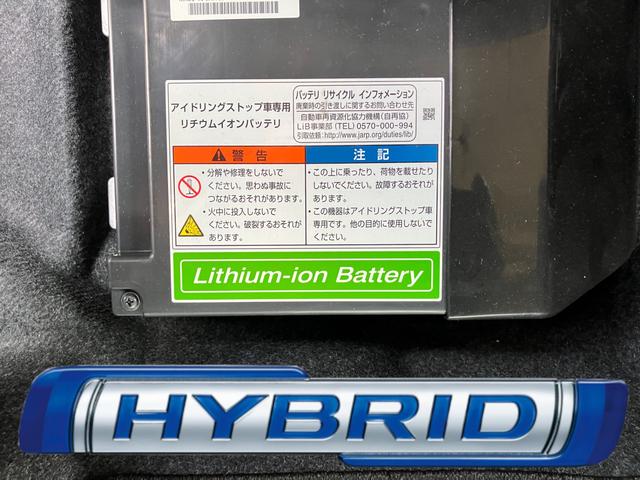 アイドリングストップ車専用
リチウムイオンバッテリ
バッテリ リサイクル インフォメーション
廃業時の引き渡しに関するお問い合わせ先
自動車再資源化協力機構(自再協)
LiB事業部 (TEL) 0570-000-994
引取依頼:http://www.jarp.org/duties/lib/
警告
・分解や修理をしないで
ください。思わぬ事故に
つながるおそれがあります。
・火中に投入しないで
ください。破裂するおそれが
あります。
注記
・この上に乗ったり、荷物を載せたり
しないでください。故障するおそれが
あります。
・この機器はアイドリングストップ車
専用です。他の目的に使用しないで
ください。
Lithium-ion Battery
HYBRID